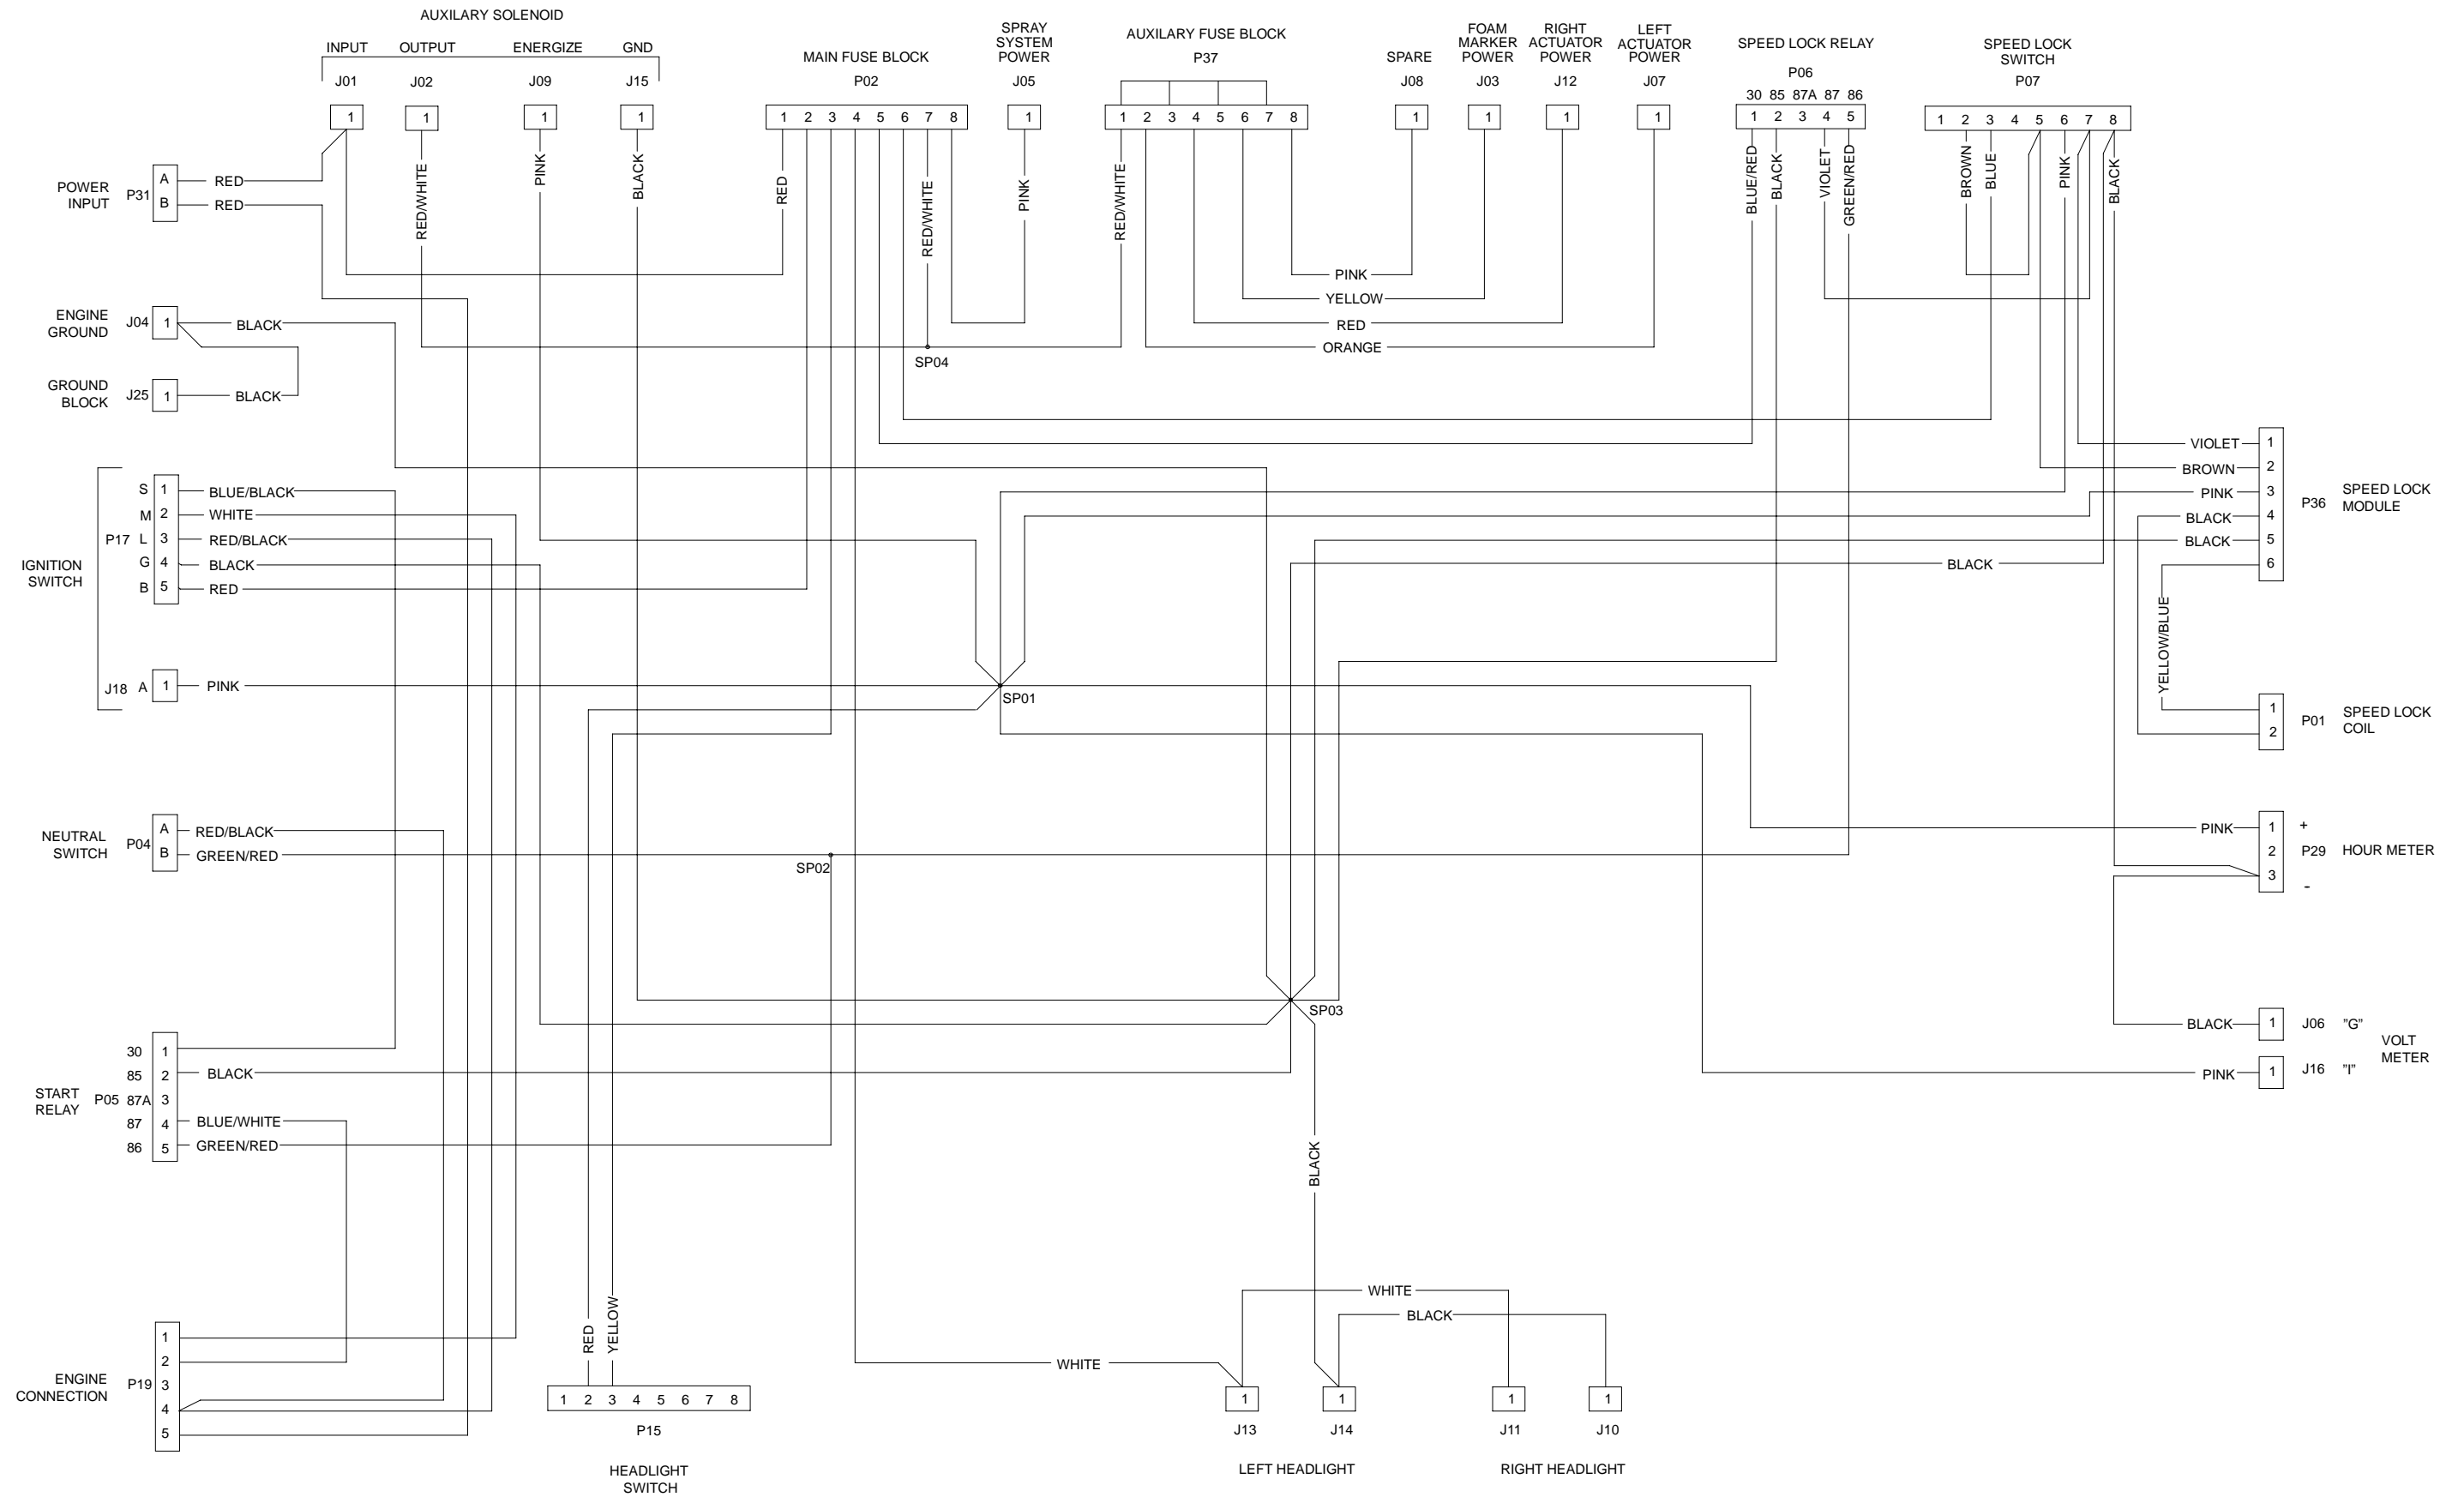 AUXILARY SOLENOID
INPUT OUTPUT ENERGIZE GND
J01 J02 J09 J15
1 1 1 1
MAIN FUSE BLOCK
P02
1 2 3 4 5 6 7 8
SPRAY
SYSTEM
POWER
J05
1
AUXILARY FUSE BLOCK
P37
1 2 3 4 5 6 7 8
SPARE
J08
1
FOAM
MARKER
POWER
J03
1
RIGHT
ACTUATOR
POWER
J12
1
LEFT
ACTUATOR
POWER
J07
1
SPEED LOCK RELAY
P06
30 85 87A 87 86
1 2 3 4 5
SPEED LOCK
SWITCH
P07
1 2 3 4 5 6 7 8
RED/WHITE
PINK
BLACK
RED
RED/WHITE
PINK
RED/WHITE
BLUE/RED
BLACK
VIOLET
GREEN/RED
BROWN
BLUE
PINK
BLACK
POWER
INPUT
P31
A RED
B RED
PINK
YELLOW
RED
ORANGE
SP04
ENGINE
GROUND
J04 1 BLACK
GROUND
BLOCK
J25 1 BLACK
IGNITION
SWITCH
P17
S 1 BLUE/BLACK
M 2 WHITE
L 3 RED/BLACK
G 4 BLACK
B 5 RED
J18 A 1 PINK
SP01
VIOLET 1
BROWN 2
PINK 3
BLACK 4
BLACK 5
6
P36
SPEED LOCK
MODULE
BLACK
YELLOW/BLUE
1
2
P01
SPEED LOCK
COIL
NEUTRAL
SWITCH
P04
A RED/BLACK
B GREEN/RED
SP02
PINK 1 +
2 P29 HOUR METER
3
-
SP03
BLACK 1 J06 ”G”
VOLT
METER
PINK 1 J16 ”I”
START
RELAY
P05
30 1
85 2 BLACK
87A 3
87 4 BLUE/WHITE
86 5 GREEN/RED
BLACK
WHITE
BLACK
RED
YELLOW
WHITE
ENGINE
CONNECTION
P19
1
2
3
4
5
1 2 3 4 5 6 7 8
P15
HEADLIGHT
SWITCH
1 1 1 1
J13 J14 J11 J10
LEFT HEADLIGHT RIGHT HEADLIGHT